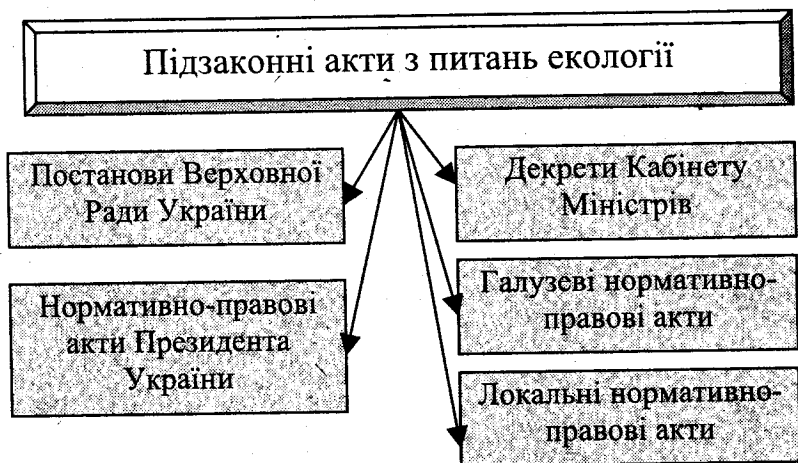 Підзаконні акти з питань екології
Постанови Верховної
Ради України
Нормативно-правові
акти Президента
України
Декрети Кабінету
Міністрів
Галузеві нормативно-
правові акти
Локальні нормативно-
правові акти